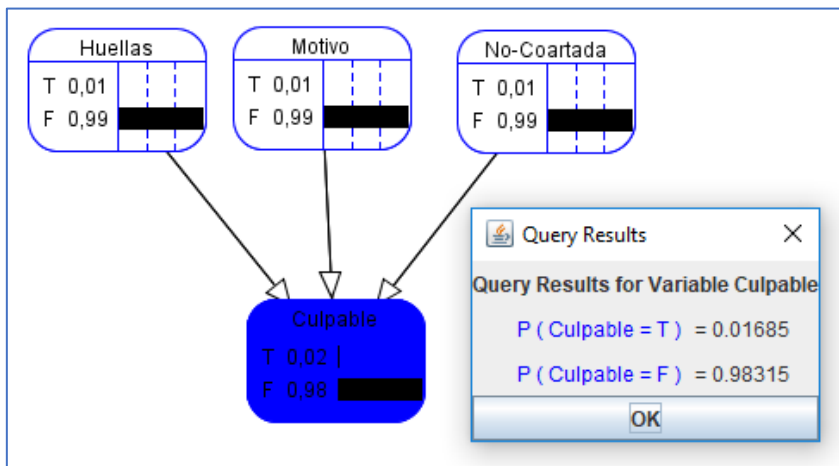 Huellas
T 0,01
F 0,99
Motivo
T 0,01
F 0,99
No-Coartada
T 0,01
F 0,99
Culpable
T 0,02
F 0,98
Query Results
Query Results for Variable Culpable
P ( Culpable = T ) = 0.01685
P ( Culpable = F ) = 0.98315
OK